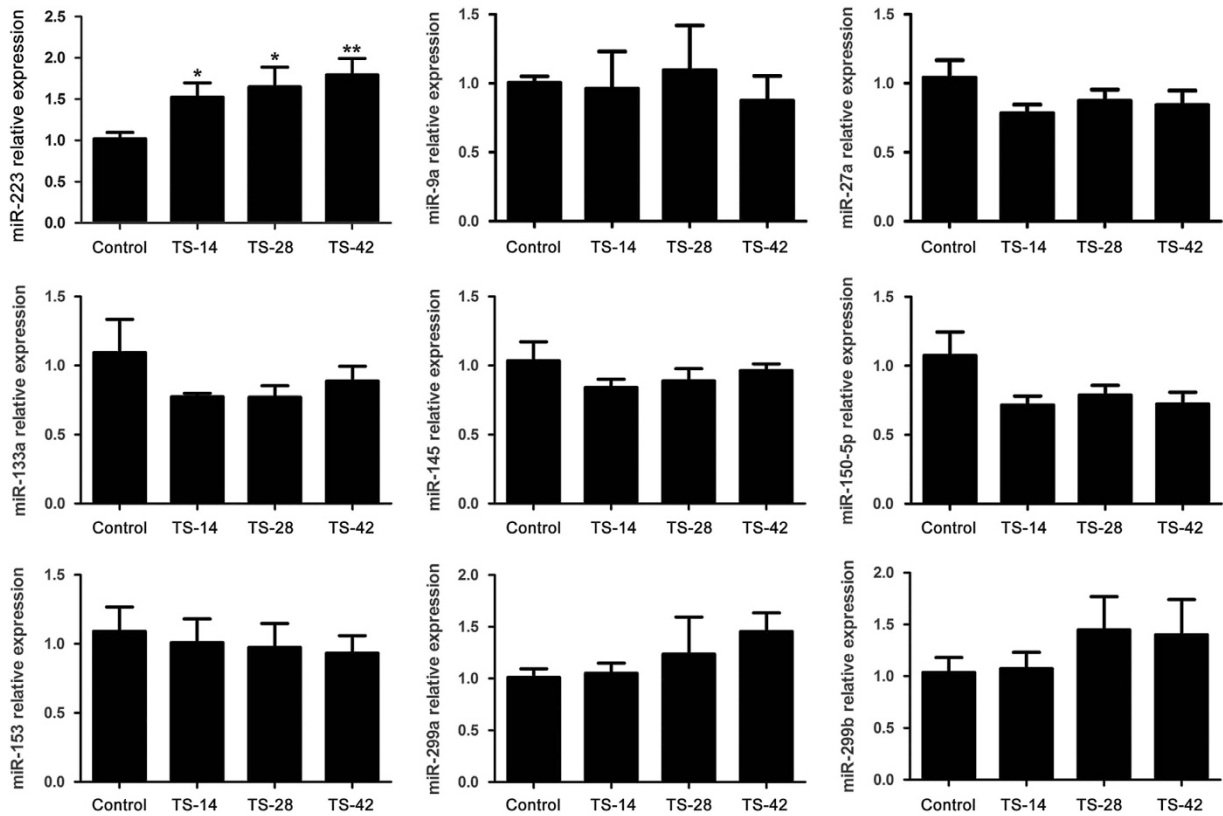 miR-223 relative expression
2.5
2.0
1.5
1.0
0.5
0.0
*
*
**
Control TS-14 TS-28 TS-42
miR-9a relative expression
1.5
1.0
0.5
0.0
Control TS-14 TS-28 TS-42
miR-27a relative expression
1.5
1.0
0.5
0.0
Control TS-14 TS-28 TS-42
miR-133a relative expression
1.5
1.0
0.5
0.0
Control TS-14 TS-28 TS-42
miR-145 relative expression
1.5
1.0
0.5
0.0
Control TS-14 TS-28 TS-42
miR-150-5p relative expression
1.5
1.0
0.5
0.0
Control TS-14 TS-28 TS-42
miR-153 relative expression
1.5
1.0
0.5
0.0
Control TS-14 TS-28 TS-42
miR-299a relative expression
2.0
1.5
1.0
0.5
0.0
Control TS-14 TS-28 TS-42
miR-299b relative expression
2.0
1.5
1.0
0.5
0.0
Control TS-14 TS-28 TS-42